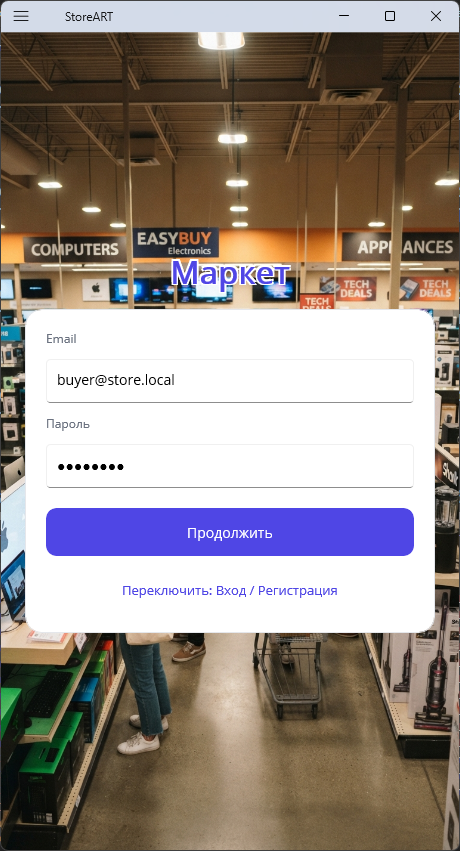 StoreART
EASYBUY
Electronics
COMPUTERS
APPLIANCES
Маркет
TECH
DEALS
TECH
DEALS
TECH
DEALS
Email
buyer@store.local
Пароль
••••••••
Продолжить
Переключить: Вход / Регистрация
Shark